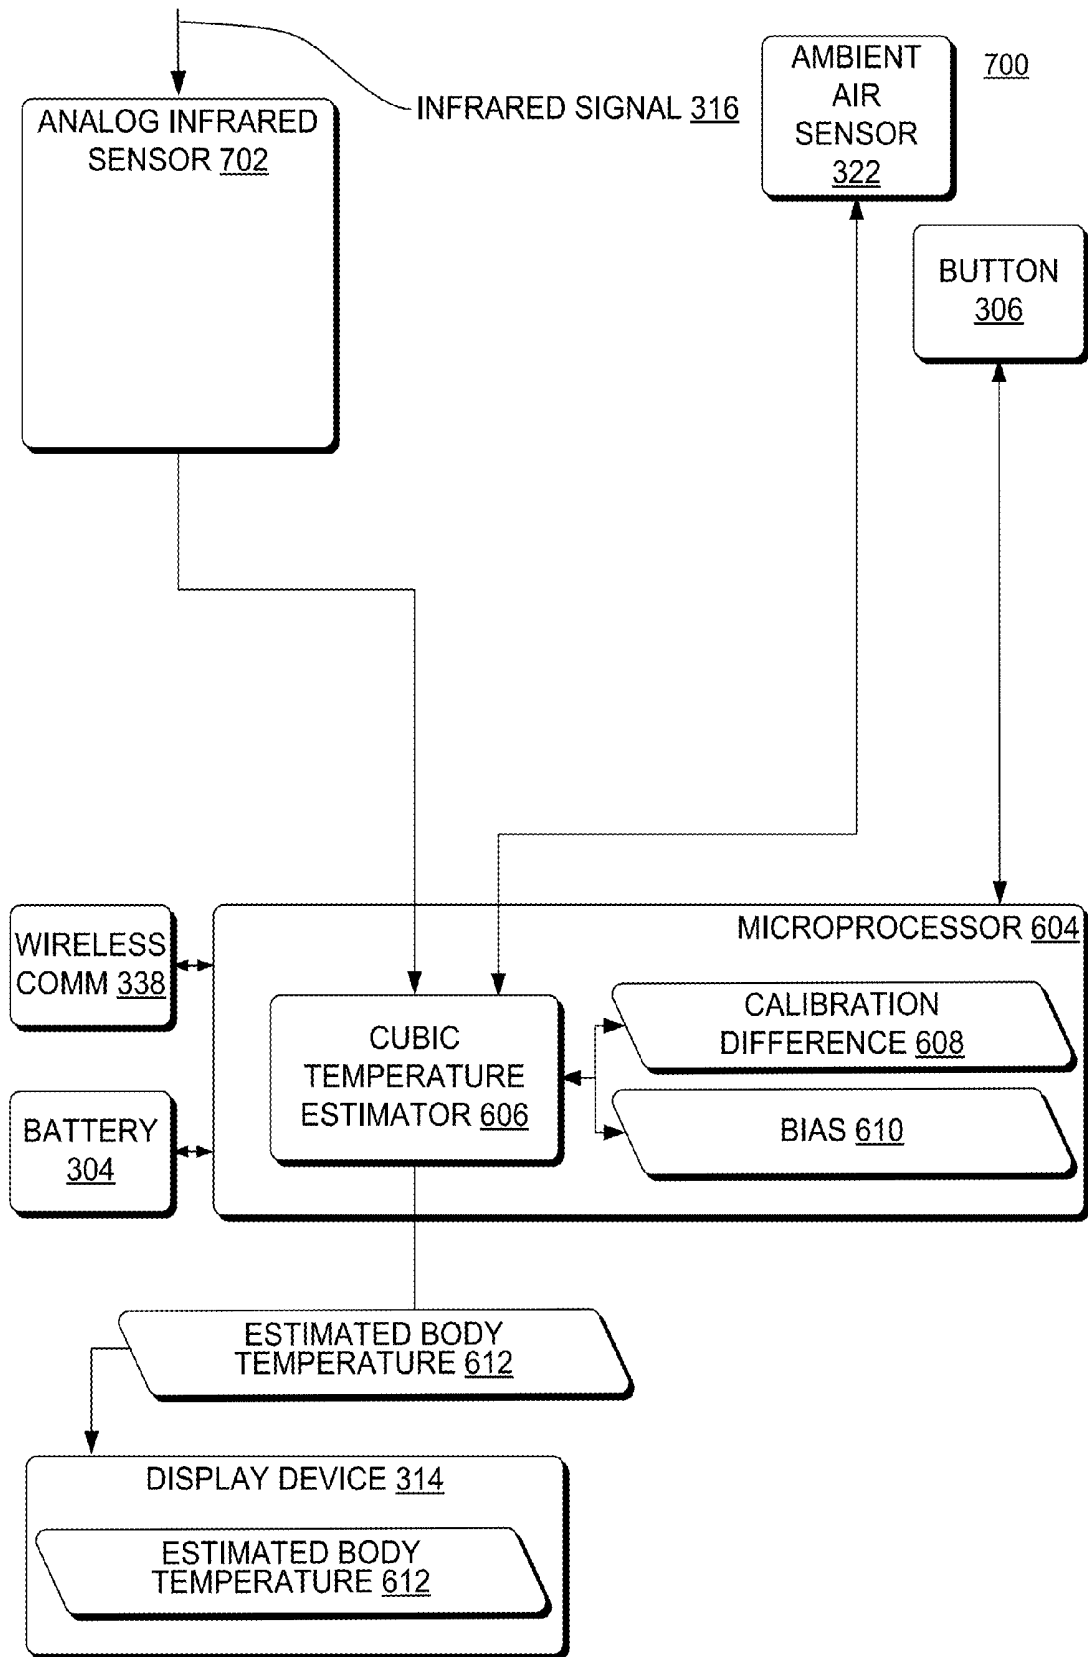 ANALOG INFRARED
SENSOR 702
INFRARED SIGNAL 316
AMBIENT
AIR
SENSOR
322
700
BUTTON
306
WIRELESS
COMM 338
MICROPROCESSOR 604
CUBIC
TEMPERATURE
ESTIMATOR 606
CALIBRATION
DIFFERENCE 608
BIAS 610
BATTERY
304
ESTIMATED BODY
TEMPERATURE 612
DISPLAY DEVICE 314
ESTIMATED BODY
TEMPERATURE 612